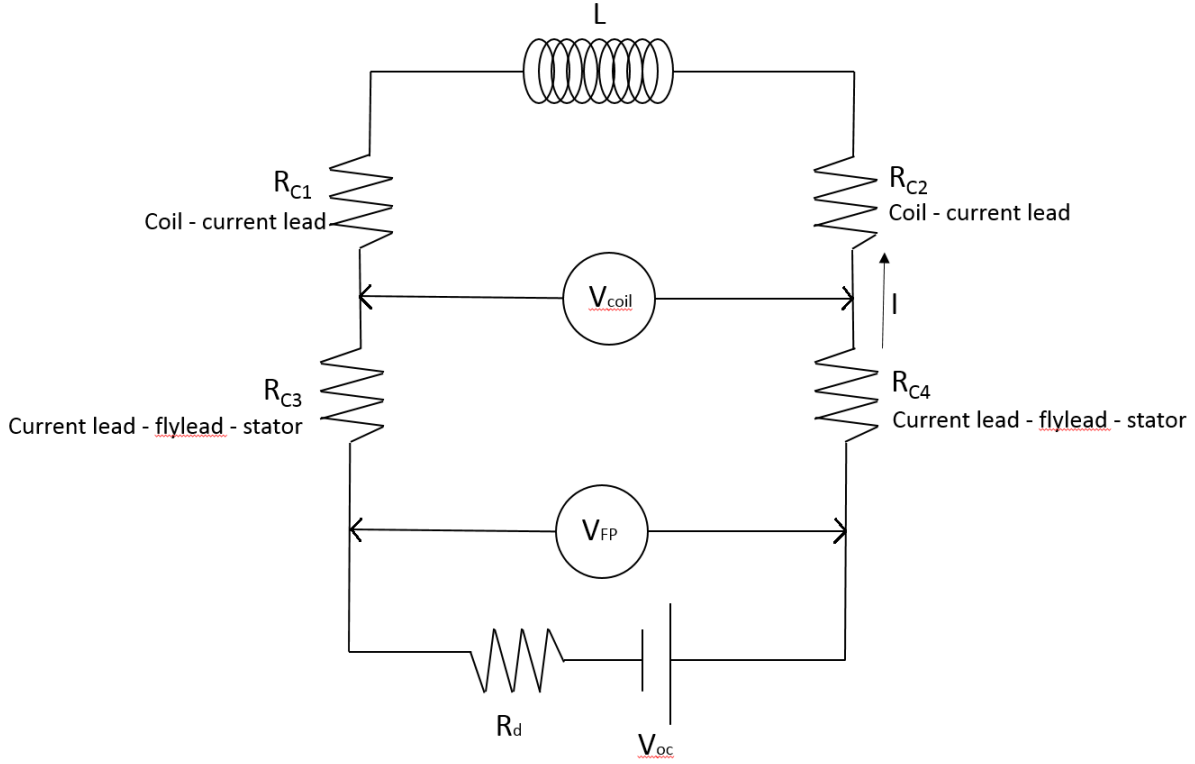 L
RC1
Coil - current lead
RC2
Coil - current lead
Vcoil
I
RC3
Current lead - flylead - stator
RC4
Current lead - flylead - stator
VFP
Rd
Voc